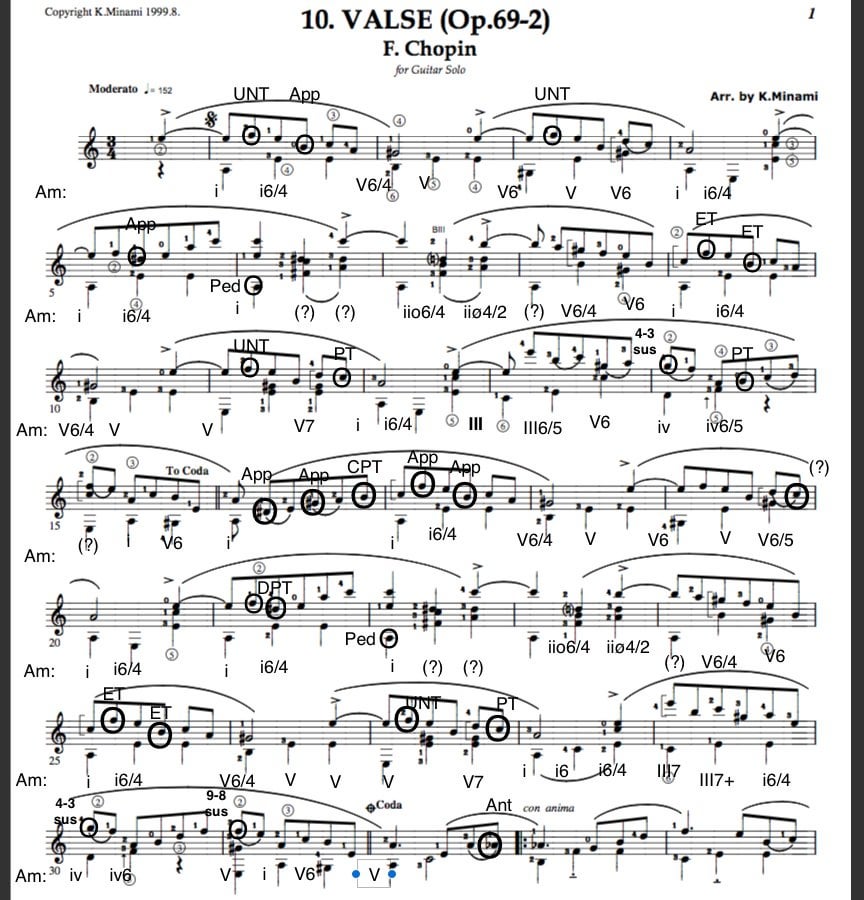 Copyright K.Minami 1999.8.
10. VALSE (Op.69-2)
1
F. Chopin
for Guitar Solo
Moderato ♩= 152
Arr. by K.Minami
UNT App UNT
Am: i i6/4 V6/4 V V6 V V6 i i6/4
App BIII ET ET
5
Ped
Am: i i6/4 i (?) (?) iio6/4 iiø4/2 (?) V6/4 V6 i i6/4
UNT PT 4-3 sus PT
10
Am: V6/4 V V V7 i i6/4 III III6/5 V6 iv iv6/5
To Coda App App CPT App App (?)
15
Am: (?) i V6 i i i6/4 V6/4 V V6 V V6/5
DPT
20
Ped
Am: i i6/4 i i6/4 i (?) (?) iio6/4 iiø4/2 (?) V6/4 V6
ET ET UNT PT
25
Am: i i6/4 V6/4 V V V V7 i i6 i6/4 III7 III7+ i6/4
4-3 sus 9-8 sus Coda Ant con anima
30
Am: iv iv6 V i V6 V